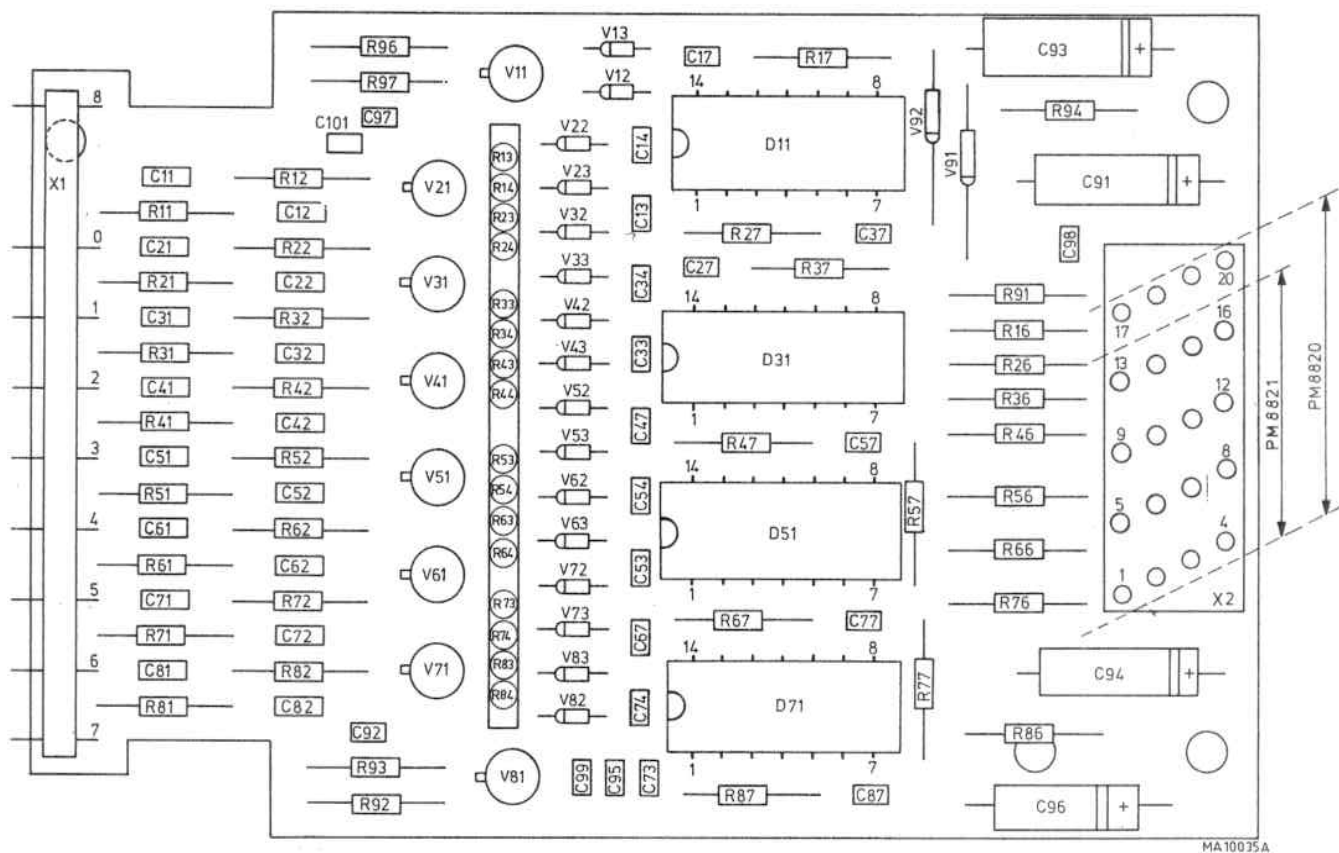 V13
R96
C17
R17
C93 +
V11
R97
V12
14 8
8
C97
V92
R94
C101
V22
C14
D11
V91
R13
X1
C11
R12
V21
R14
V23
C91 +
1 7
R11
C12
R23
V32
C13
R27
C37
0
C21
R22
R24
C98
V33
C27
R37
20
R21
C22
V31
C34
R91
14 8
1
C31
R32
R33
V42
17
16
R16
R34
R31
C32
V43
C33
D31
R26
13
R43
2
C41
R42
V41
R44
V52
R36
12
PM8821
PM8820
1 7
R41
C42
C47
R46
V53
R47
C57
9
3
C51
R52
R53
14 8
8
V51
R54
V62
C54
R57
R51
C52
R56
R63
5
4
C61
R62
V63
D51
R64
4
R66
R61
C62
V61
V72
C53
1 7
1
5
C71
R72
R73
R76
X2
V73
R67
C77
R71
C72
R74
C67
14 8
6
C81
R82
V71
R83
V83
C94 +
R77
R84
R81
C82
V82
C74
D71
7
C92
R86
1 7
R93
V81
C99
C95
C73
R92
R87
C87
C96 +
MA10035A